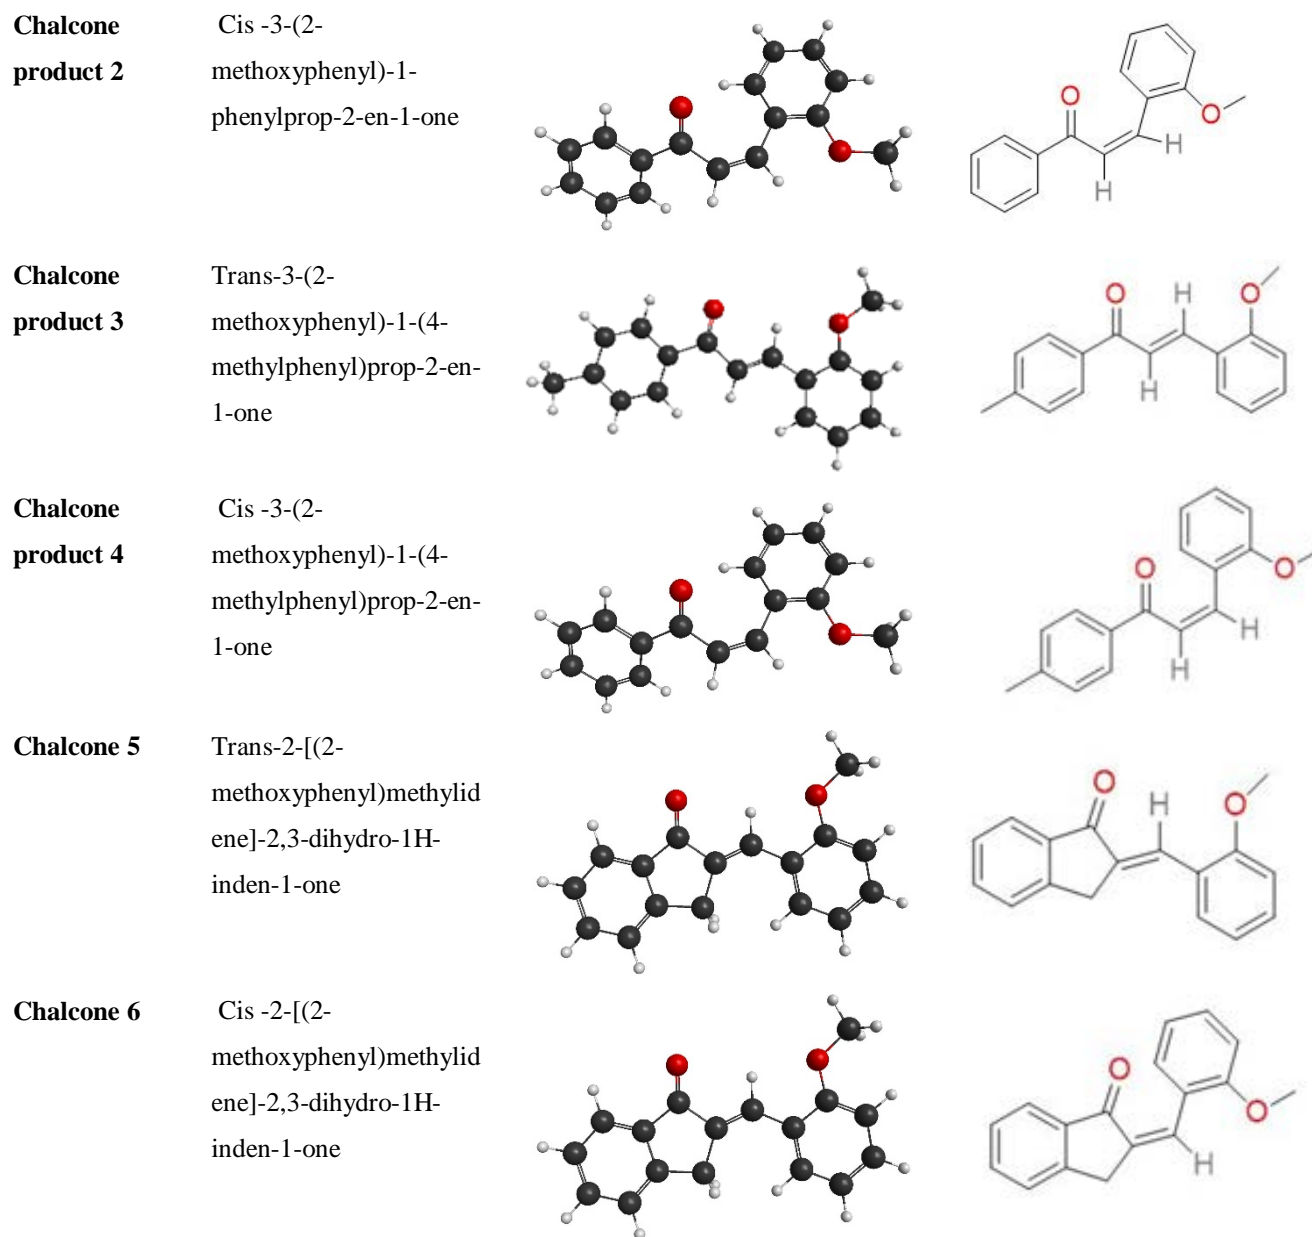 Chalcone
product 2
Cis -3-(2-
methoxyphenyl)-1-
phenylprop-2-en-1-one
O
O
H
H
Chalcone
product 3
Trans-3-(2-
methoxyphenyl)-1-(4-
methylphenyl)prop-2-en-
1-one
O
H
O
H
Chalcone
product 4
Cis -3-(2-
methoxyphenyl)-1-(4-
methylphenyl)prop-2-en-
1-one
O
O
H
H
Chalcone 5
Trans-2-[(2-
methoxyphenyl)methylid
ene]-2,3-dihydro-1H-
inden-1-one
O
H
O
Chalcone 6
Cis -2-[(2-
methoxyphenyl)methylid
ene]-2,3-dihydro-1H-
inden-1-one
O
O
H